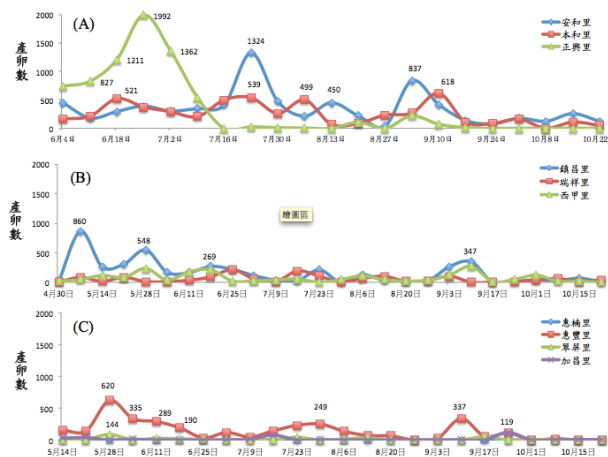 (A)
1992
安和里
本和里
正興里
2000
1500
1000
500
0
產卵數
827
1211
521
1362
1324
539
499
450
837
618
6月4日 6月18日 7月2日 7月16日 7月30日 8月13日 8月27日 9月10日 9月24日 10月8日 10月22
(B)
鎮昌里
瑞祥里
西甲里
2000
1500
1000
500
0
產卵數
繪圖區
860
548
269
347
4月30日 5月14日 5月28日 6月11日 6月25日 7月9日 7月23日 8月6日 8月20日 9月3日 9月17日 10月1日 10月15日
(C)
惠楠里
惠豐里
翠屏里
加昌里
2000
1500
1000
500
0
產卵數
620
144
335
289
190
249
337
119
5月14日 5月28日 6月11日 6月25日 7月9日 7月23日 8月6日 8月20日 9月3日 9月17日 10月1日 10月15日